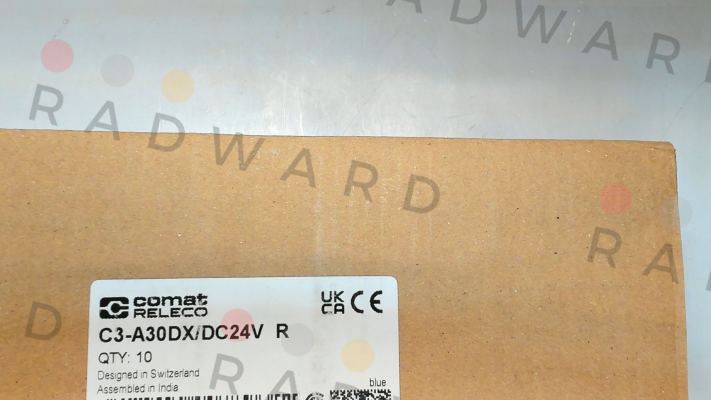 RADWARD
RADWARD
RA
D
comat
RELECO
UK
CA CE
C3-A30DX/DC24V R
QTY: 10
Designed in Switzerland
Assembled in India
blue
RADWARD